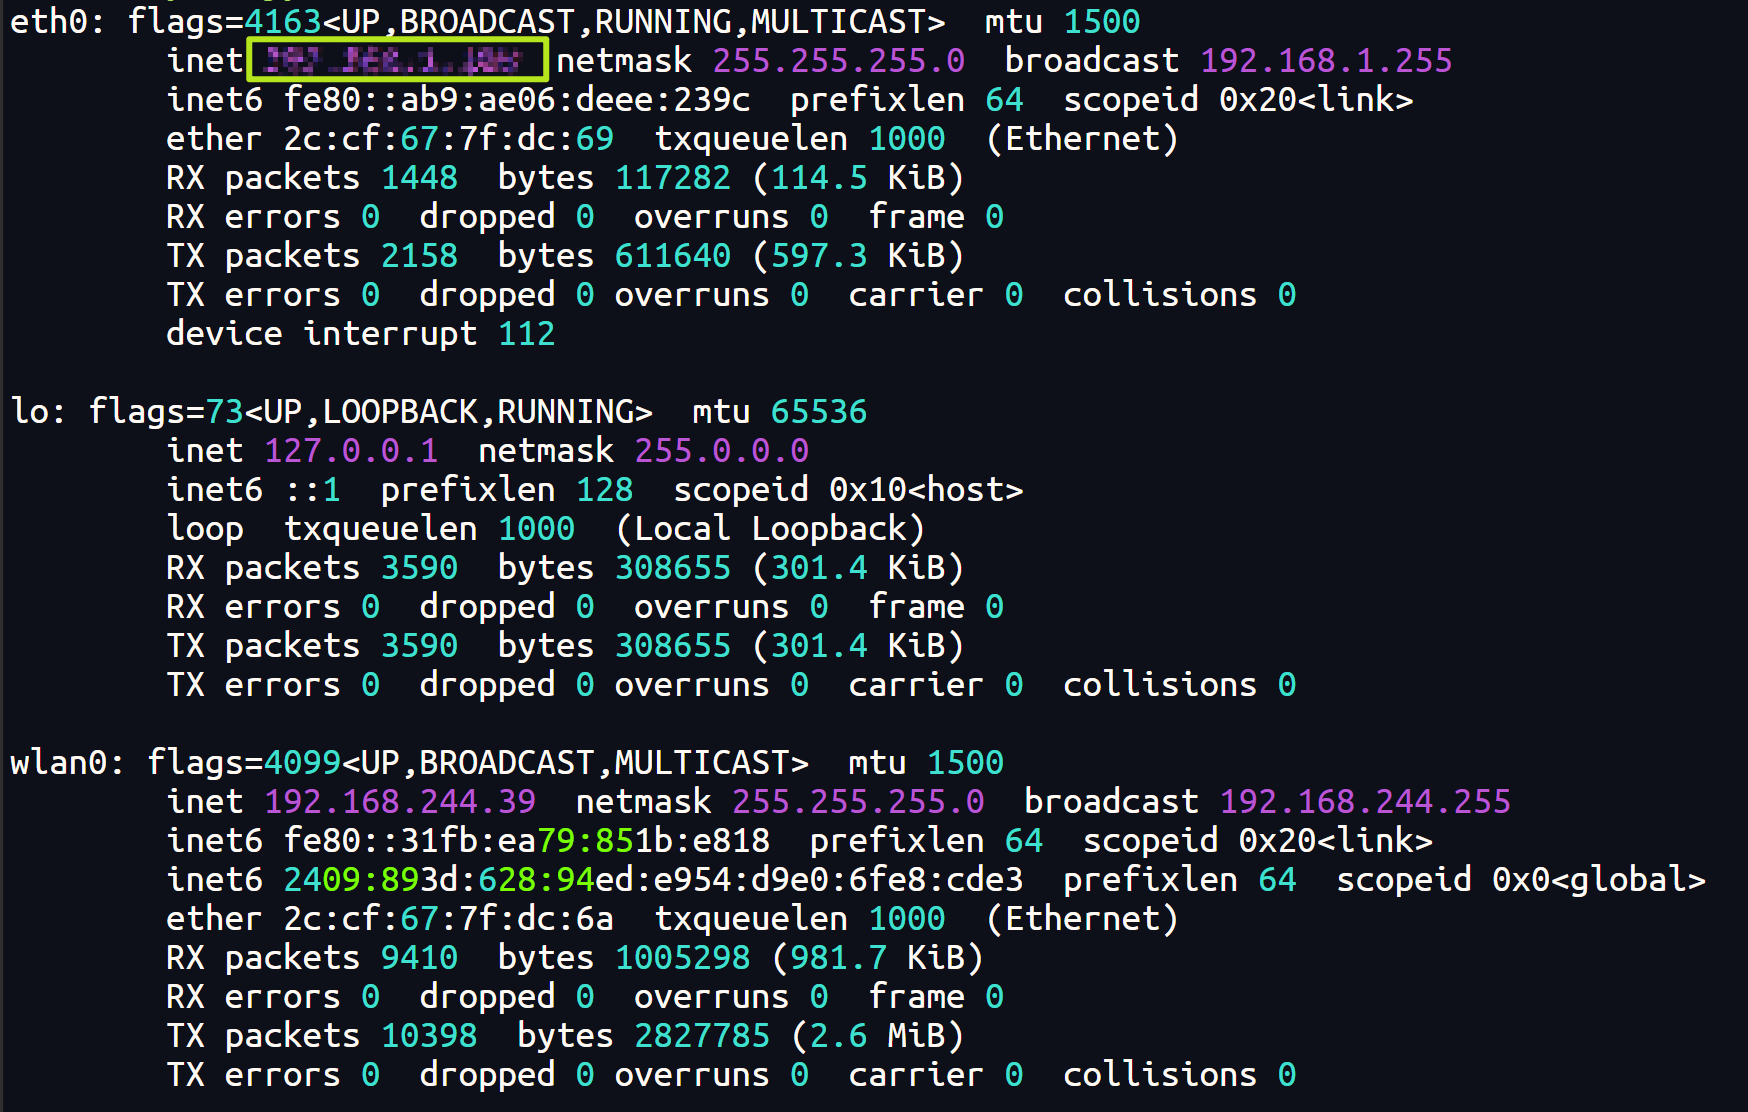 eth0: flags=4163<UP,BROADCAST,RUNNING,MULTICAST>  mtu 1500
inet netmask 255.255.255.0  broadcast 192.168.1.255
inet6 fe80::ab9:ae06:deee:239c  prefixlen 64  scopeid 0x20<link>
ether 2c:cf:67:7f:dc:69  txqueuelen 1000  (Ethernet)
RX packets 1448  bytes 117282 (114.5 KiB)
RX errors 0  dropped 0  overruns 0  frame 0
TX packets 2158  bytes 611640 (597.3 KiB)
TX errors 0  dropped 0 overruns 0  carrier 0  collisions 0
device interrupt 112
lo: flags=73<UP,LOOPBACK,RUNNING>  mtu 65536
inet 127.0.0.1  netmask 255.0.0.0
inet6 ::1  prefixlen 128  scopeid 0x10<host>
loop  txqueuelen 1000  (Local Loopback)
RX packets 3590  bytes 308655 (301.4 KiB)
RX errors 0  dropped 0  overruns 0  frame 0
TX packets 3590  bytes 308655 (301.4 KiB)
TX errors 0  dropped 0 overruns 0  carrier 0  collisions 0
wlan0: flags=4099<UP,BROADCAST,MULTICAST>  mtu 1500
inet 192.168.244.39  netmask 255.255.255.0  broadcast 192.168.244.255
inet6 fe80::31fb:ea79:851b:e818  prefixlen 64  scopeid 0x20<link>
inet6 2409:893d:628:94ed:e954:d9e0:6fe8:cde3  prefixlen 64  scopeid 0x0<global>
ether 2c:cf:67:7f:dc:6a  txqueuelen 1000  (Ethernet)
RX packets 9410  bytes 1005298 (981.7 KiB)
RX errors 0  dropped 0  overruns 0  frame 0
TX packets 10398  bytes 2827785 (2.6 MiB)
TX errors 0  dropped 0 overruns 0  carrier 0  collisions 0